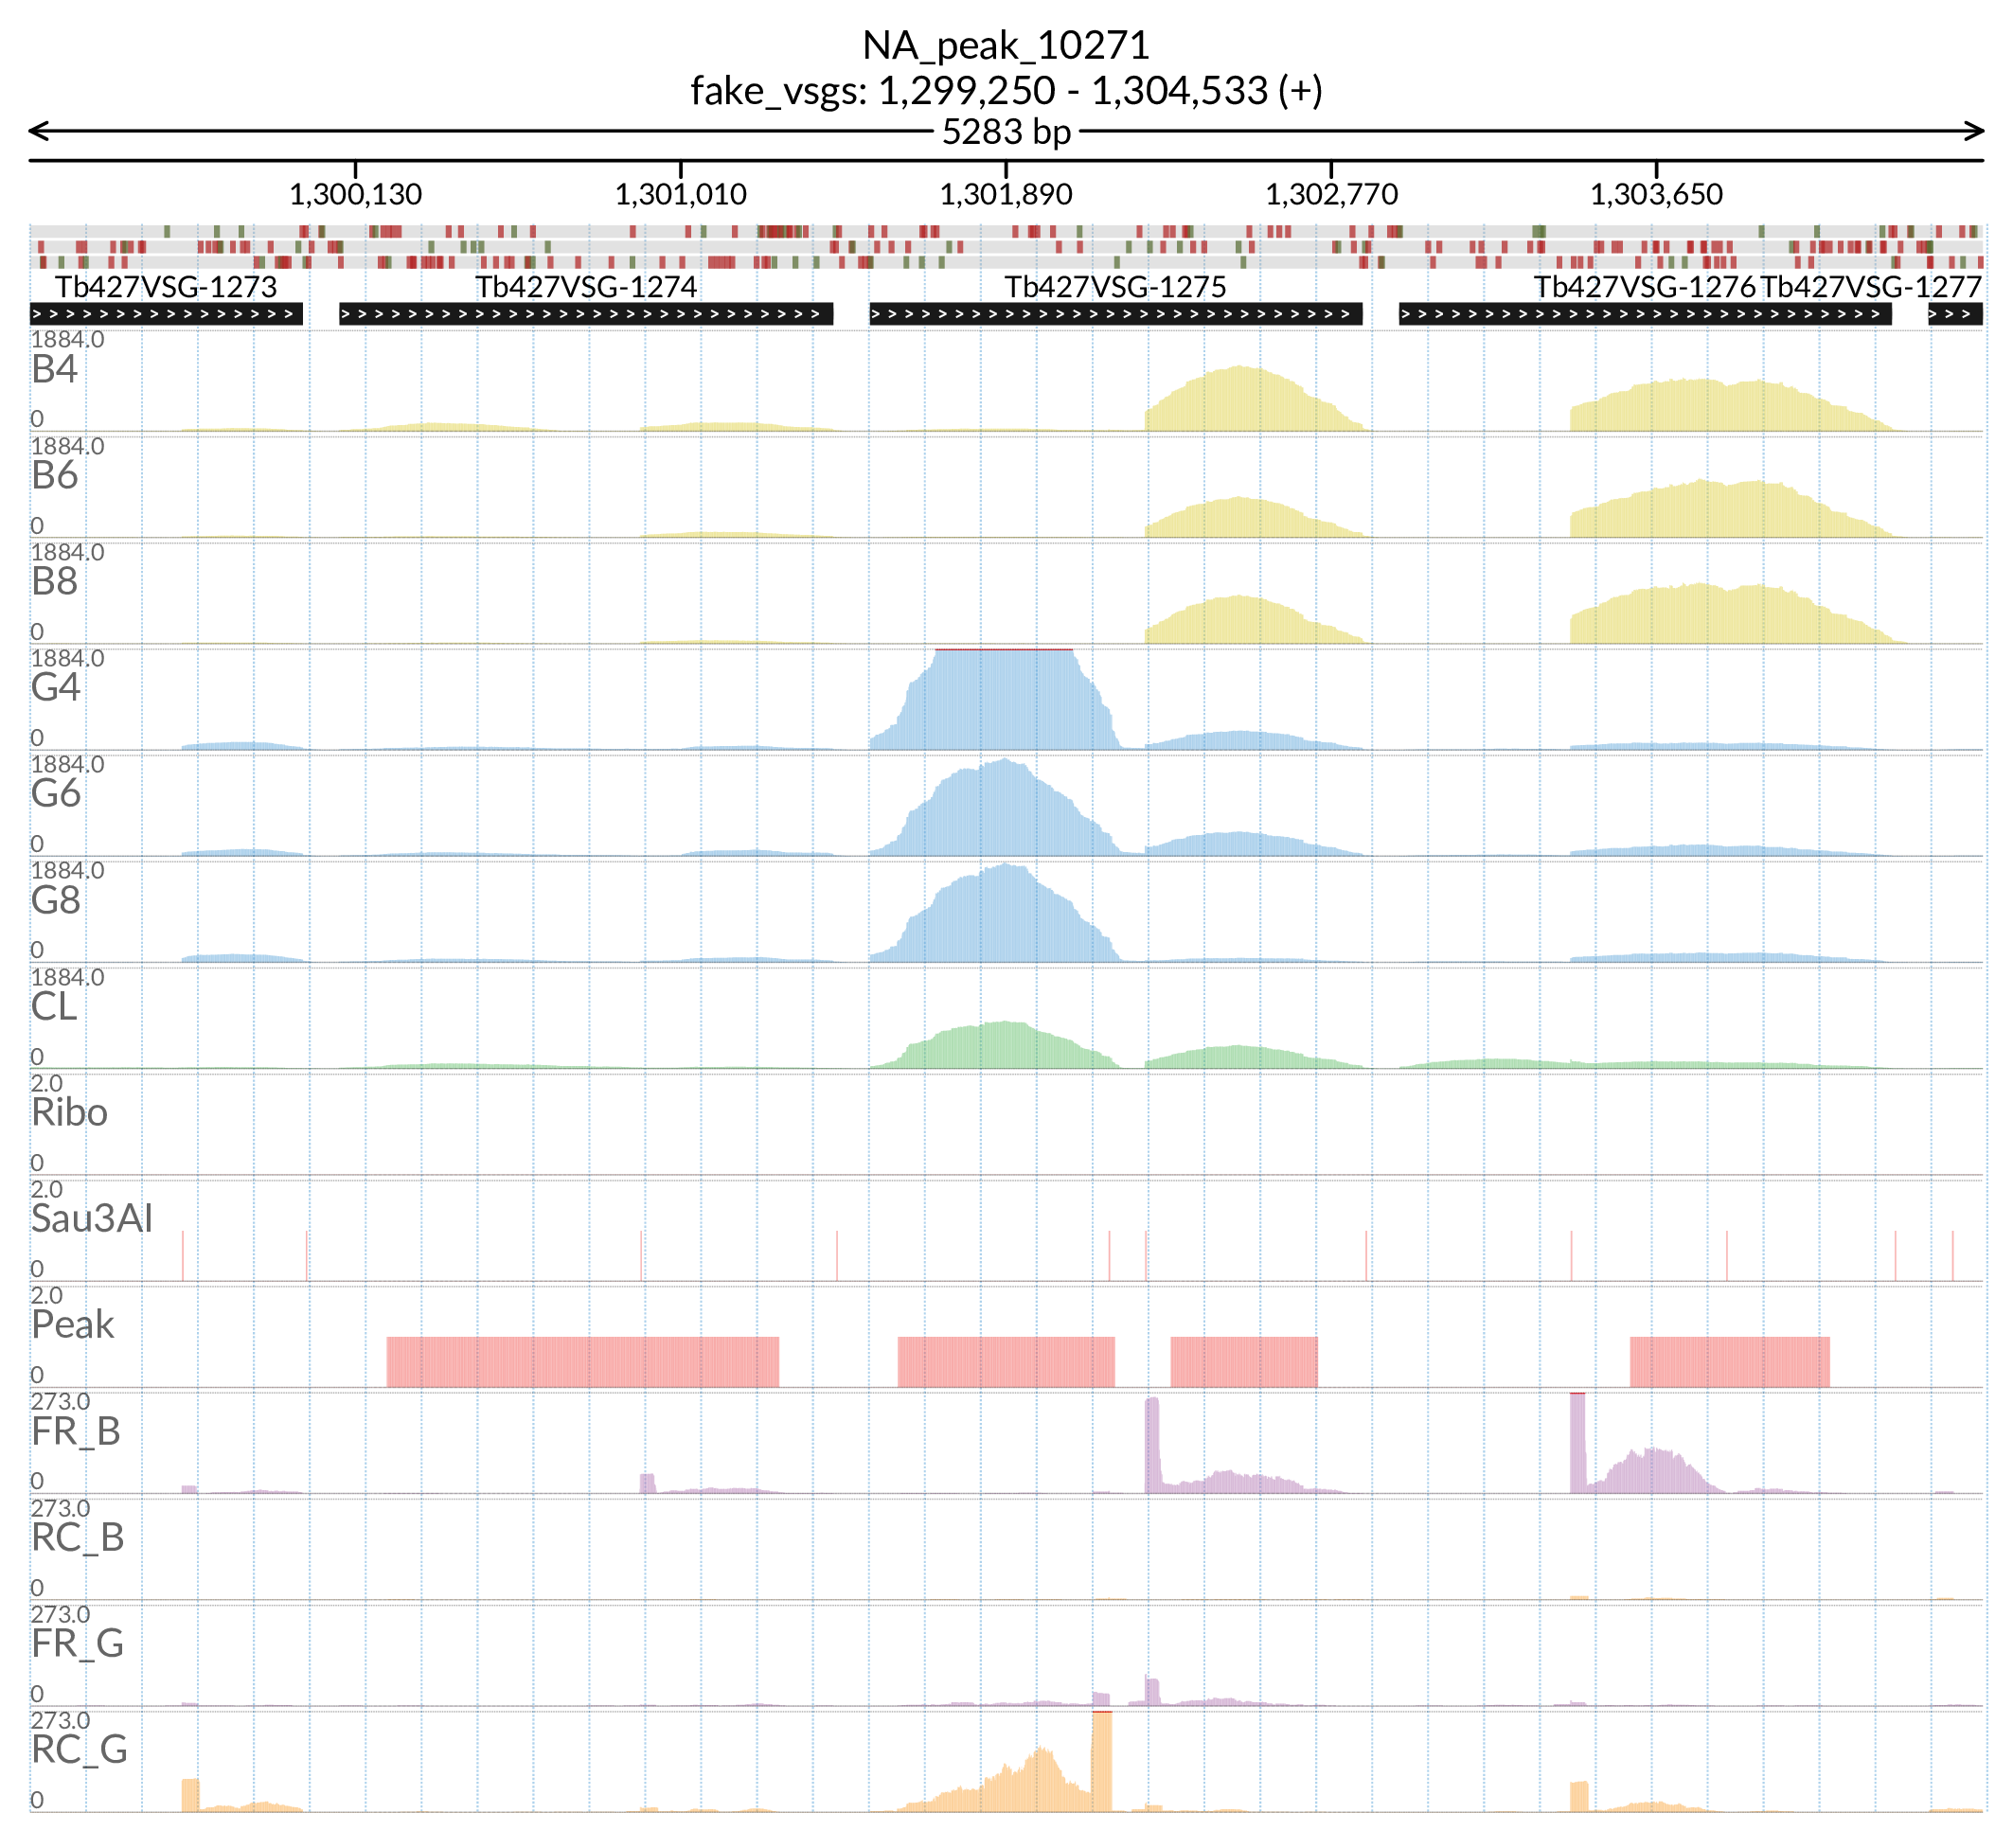 NA_peak_10271
fake_vsgs: 1,299,250 - 1,304,533 (+)
5283 bp
1,300,130 1,301,010 1,301,890 1,302,770 1,303,650
Tb427VSG-1273 Tb427VSG-1274 Tb427VSG-1275 Tb427VSG-1276 Tb427VSG-1277
1884.0
B4
0
1884.0
B6
0
1884.0
B8
0
1884.0
G4
0
1884.0
G6
0
1884.0
G8
0
1884.0
CL
0
2.0
Ribo
0
2.0
Sau3AI
0
2.0
Peak
0
273.0
FR_B
0
273.0
RC_B
0
273.0
FR_G
0
273.0
RC_G
0